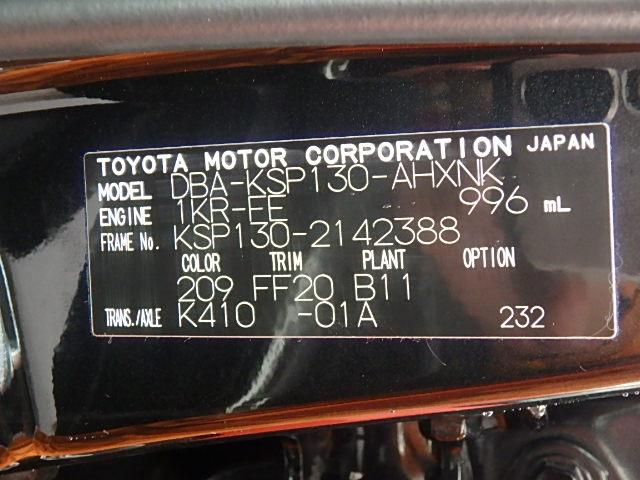 TOYOTA MOTOR CORPORATION JAPAN
MODEL DBA-KSP130-AHXNK
ENGINE 1KR-FE 996 mL
FRAME No. KSP130-2142388
COLOR TRIM PLANT OPTION
209 FF20 B11
TRANS./AXLE K410 -01A 232